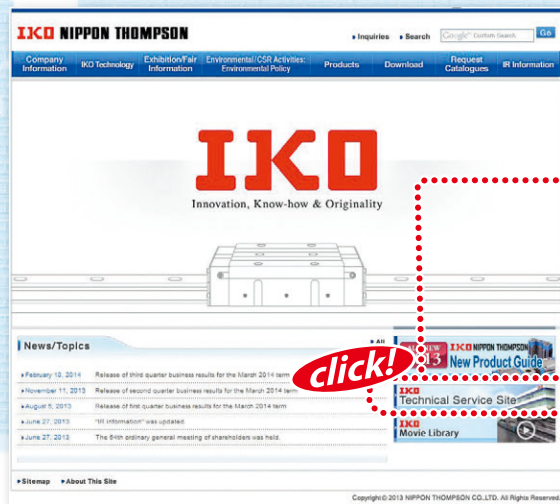 IKO NIPPON THOMPSON
Inquiries Search Google™ Custom Search Go
Company Information IKO Technology Exhibition/Fair Information Environmental/CSR Activities: Environmental Policy Products Download Request Catalogues IR Information
IKO
Innovation, Know-how & Originality
News/Topics
All
February 10, 2014 Release of third quarter business results for the March 2014 term
November 11, 2013 Release of second quarter business results for the March 2014 term
August 5, 2013 Release of first quarter business results for the March 2014 term
June 27, 2013 "IR Information" was updated.
June 27, 2013 The 64th ordinary general meeting of shareholders was held.
click!
NEW
IKO NIPPON THOMPSON
New Product Guide
IKO
Technical Service Site
IKO
Movie Library
Sitemap About This Site
Copyright© 2013 NIPPON THOMPSON CO.,LTD. All Rights Reserved